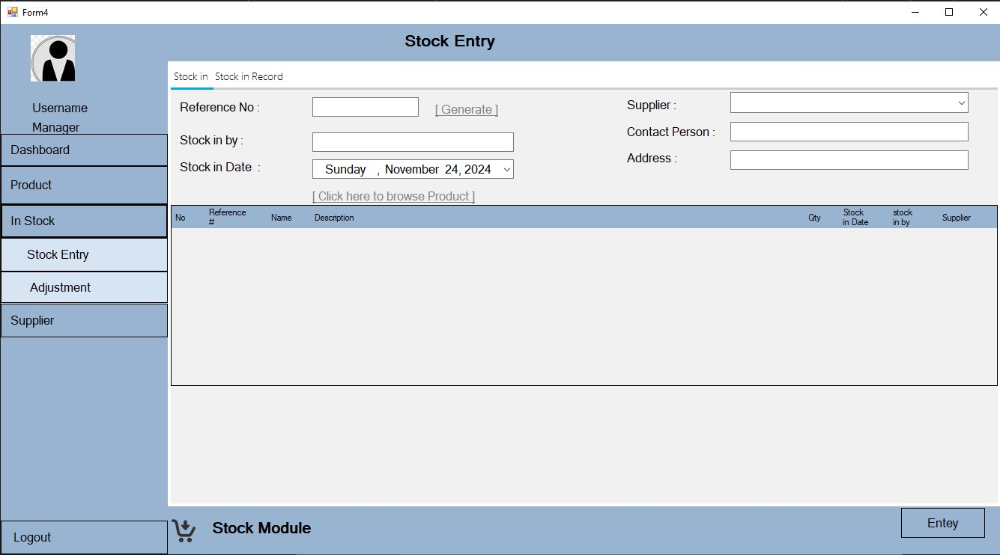 Form4
Stock Entry
Username
Manager
Dashboard
Product
In Stock
Stock Entry
Adjustment
Supplier
Logout
Stock in Stock in Record
Reference No :
[ Generate ]
Stock in by :
Stock in Date :
Sunday , November 24, 2024
[ Click here to browse Product ]
Supplier :
Contact Person :
Address :
No Reference # Name Description Qty Stock in Date stock in by Supplier
Stock Module
Entey